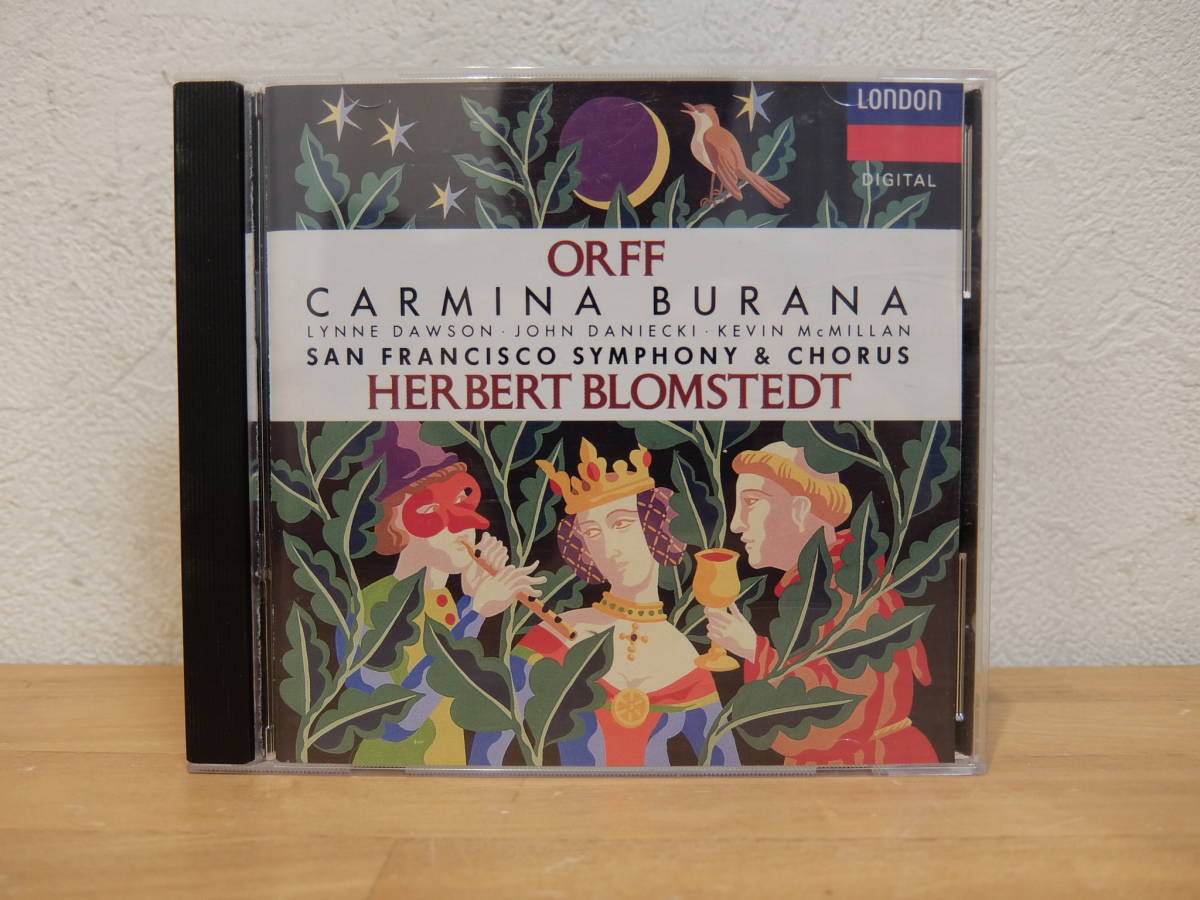 LONDON
DIGITAL
ORFF
CARMINA BURANA
LYNNE DAWSON · JOHN DANIECKI · KEVIN McMILLAN
SAN FRANCISCO SYMPHONY & CHORUS
HERBERT BLOMSTEDT